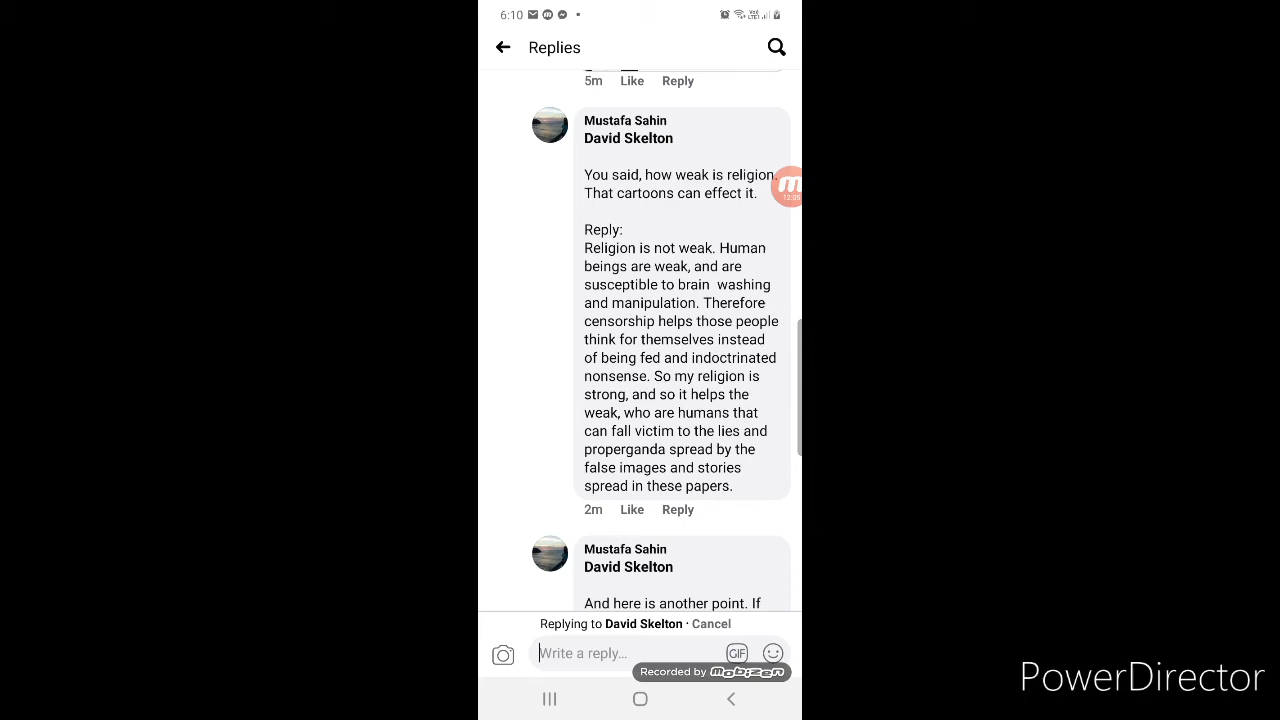 6:10
Replies
5m Like Reply
Mustafa Sahin
David Skelton
You said, how weak is religion.
That cartoons can effect it.
12:05
Reply:
Religion is not weak. Human
beings are weak, and are
susceptible to brain washing
and manipulation. Therefore
censorship helps those people
think for themselves instead
of being fed and indoctrinated
nonsense. So my religion is
strong, and so it helps the
weak, who are humans that
can fall victim to the lies and
properganda spread by the
false images and stories
spread in these papers.
2m Like Reply
Mustafa Sahin
David Skelton
And here is another point. If
Replying to David Skelton · Cancel
Write a reply...
GIF
Recorded by mobizen
PowerDirector